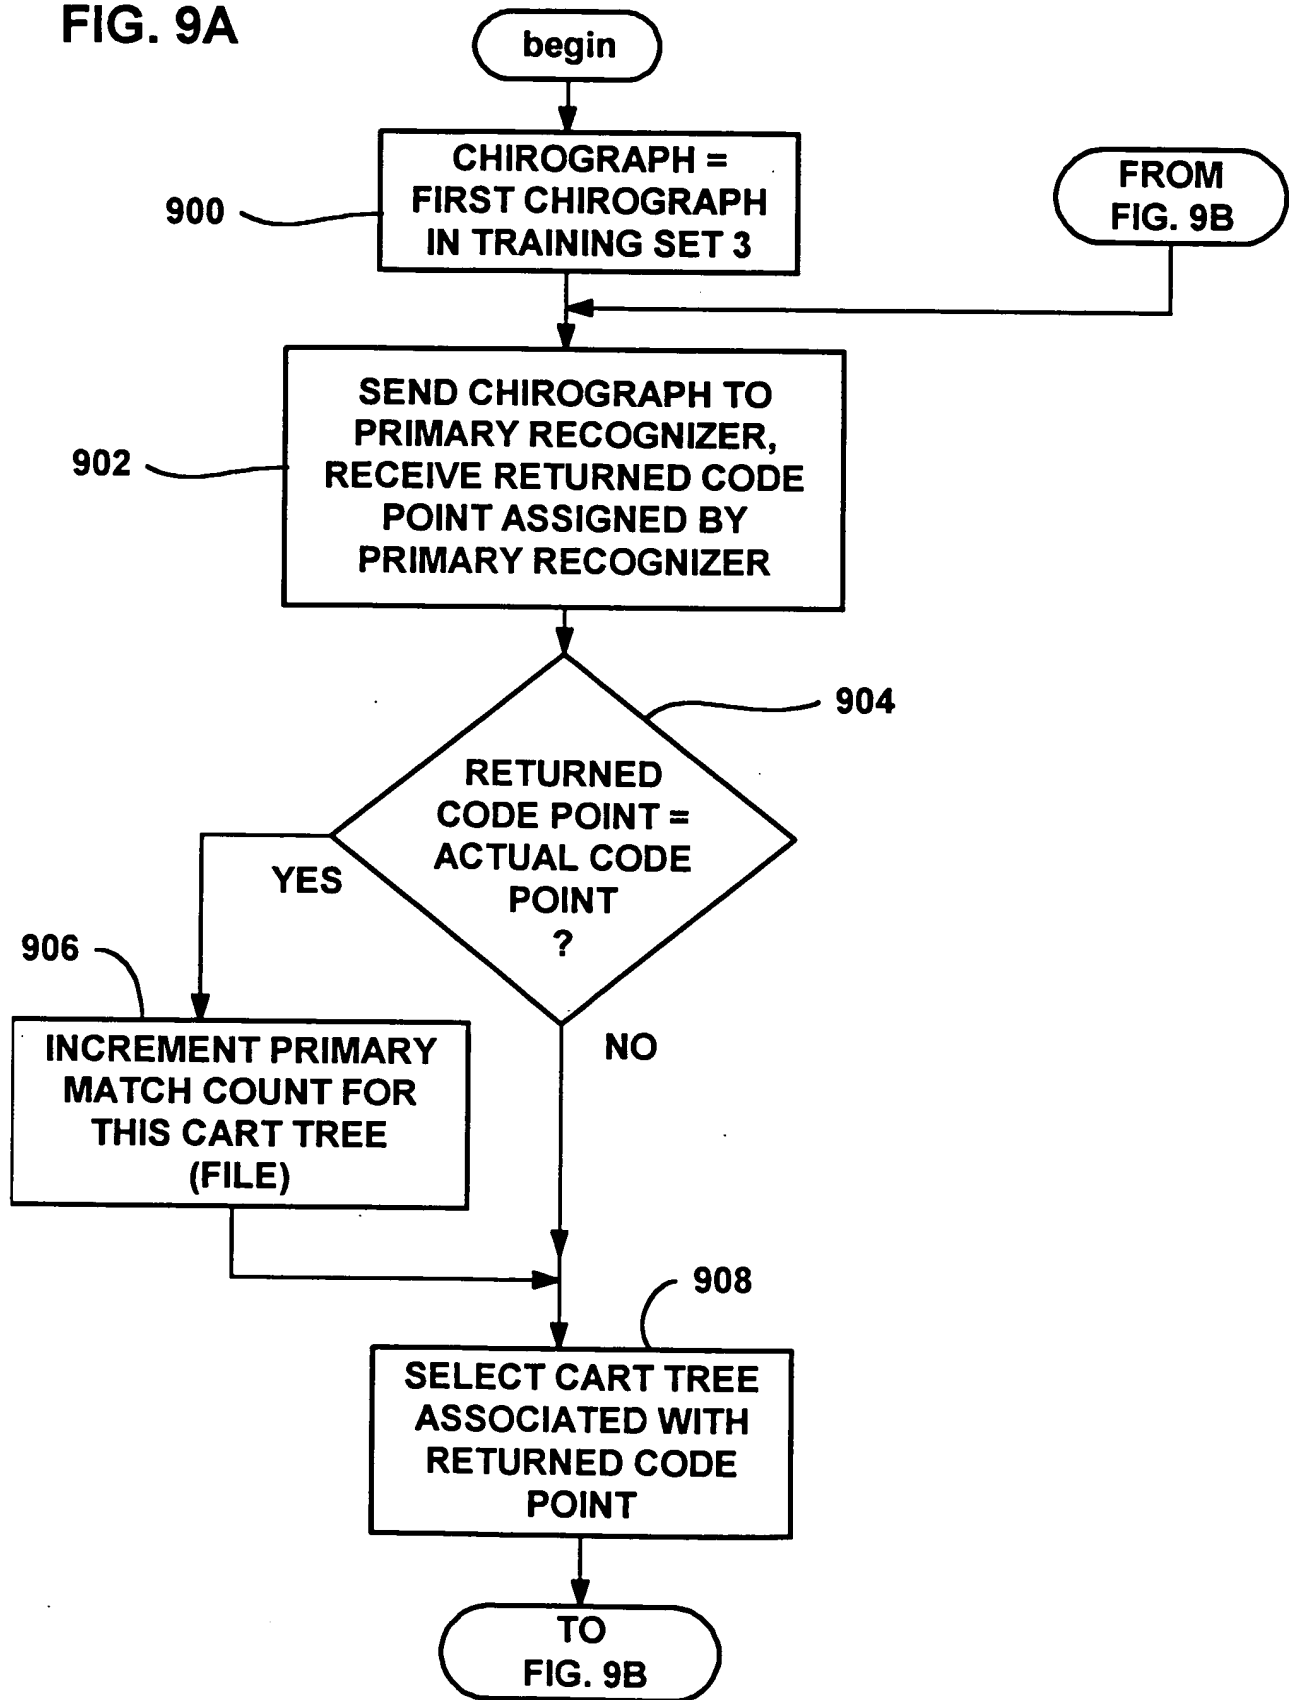 FIG. 9A
begin
CHIROGRAPH =
FIRST CHIROGRAPH
IN TRAINING SET 3
900
FROM
FIG. 9B
SEND CHIROGRAPH TO
PRIMARY RECOGNIZER,
RECEIVE RETURNED CODE
POINT ASSIGNED BY
PRIMARY RECOGNIZER
902
904
RETURNED
CODE POINT =
ACTUAL CODE
POINT
?
YES
NO
906
INCREMENT PRIMARY
MATCH COUNT FOR
THIS CART TREE
(FILE)
908
SELECT CART TREE
ASSOCIATED WITH
RETURNED CODE
POINT
TO
FIG. 9B